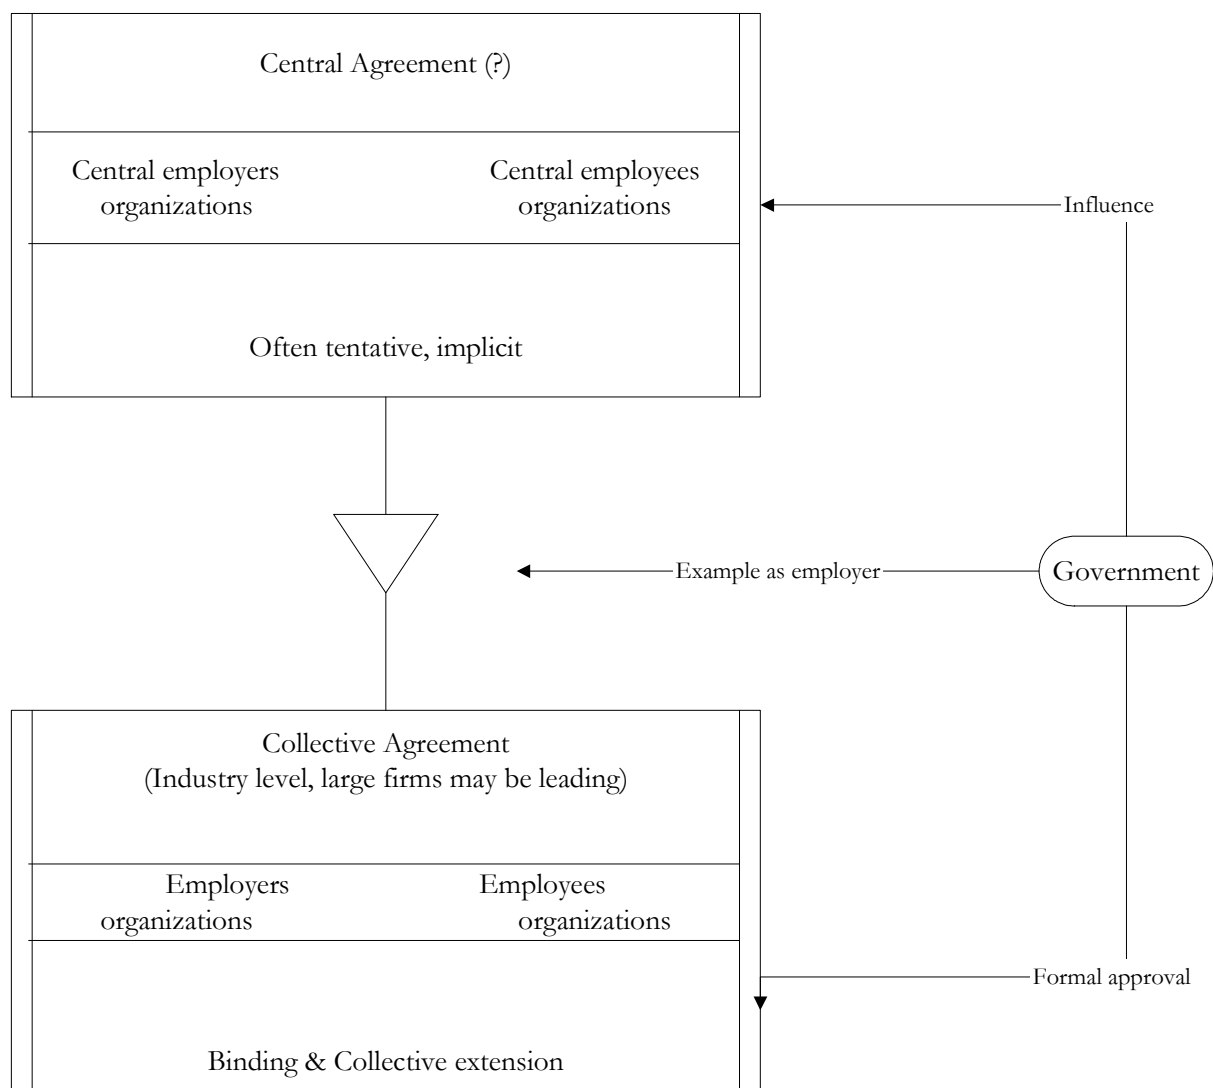 Central Agreement (?)
Central employers
organizations
Central employees
organizations
Influence
Often tentative, implicit
Example as employer
Government
Collective Agreement
(Industry level, large firms may be leading)
Employers
organizations
Employees
organizations
Formal approval
Binding & Collective extension